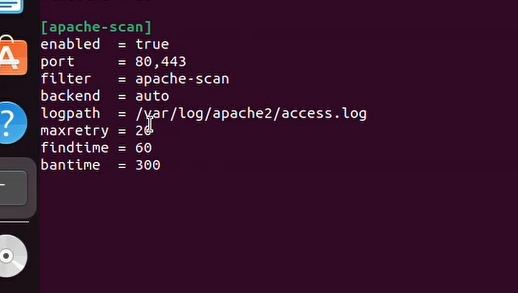 [apache-scan]
enabled  = true
port     = 80,443
filter   = apache-scan
backend  = auto
logpath  = /var/log/apache2/access.log
maxretry = 20
findtime = 60
bantime  = 300